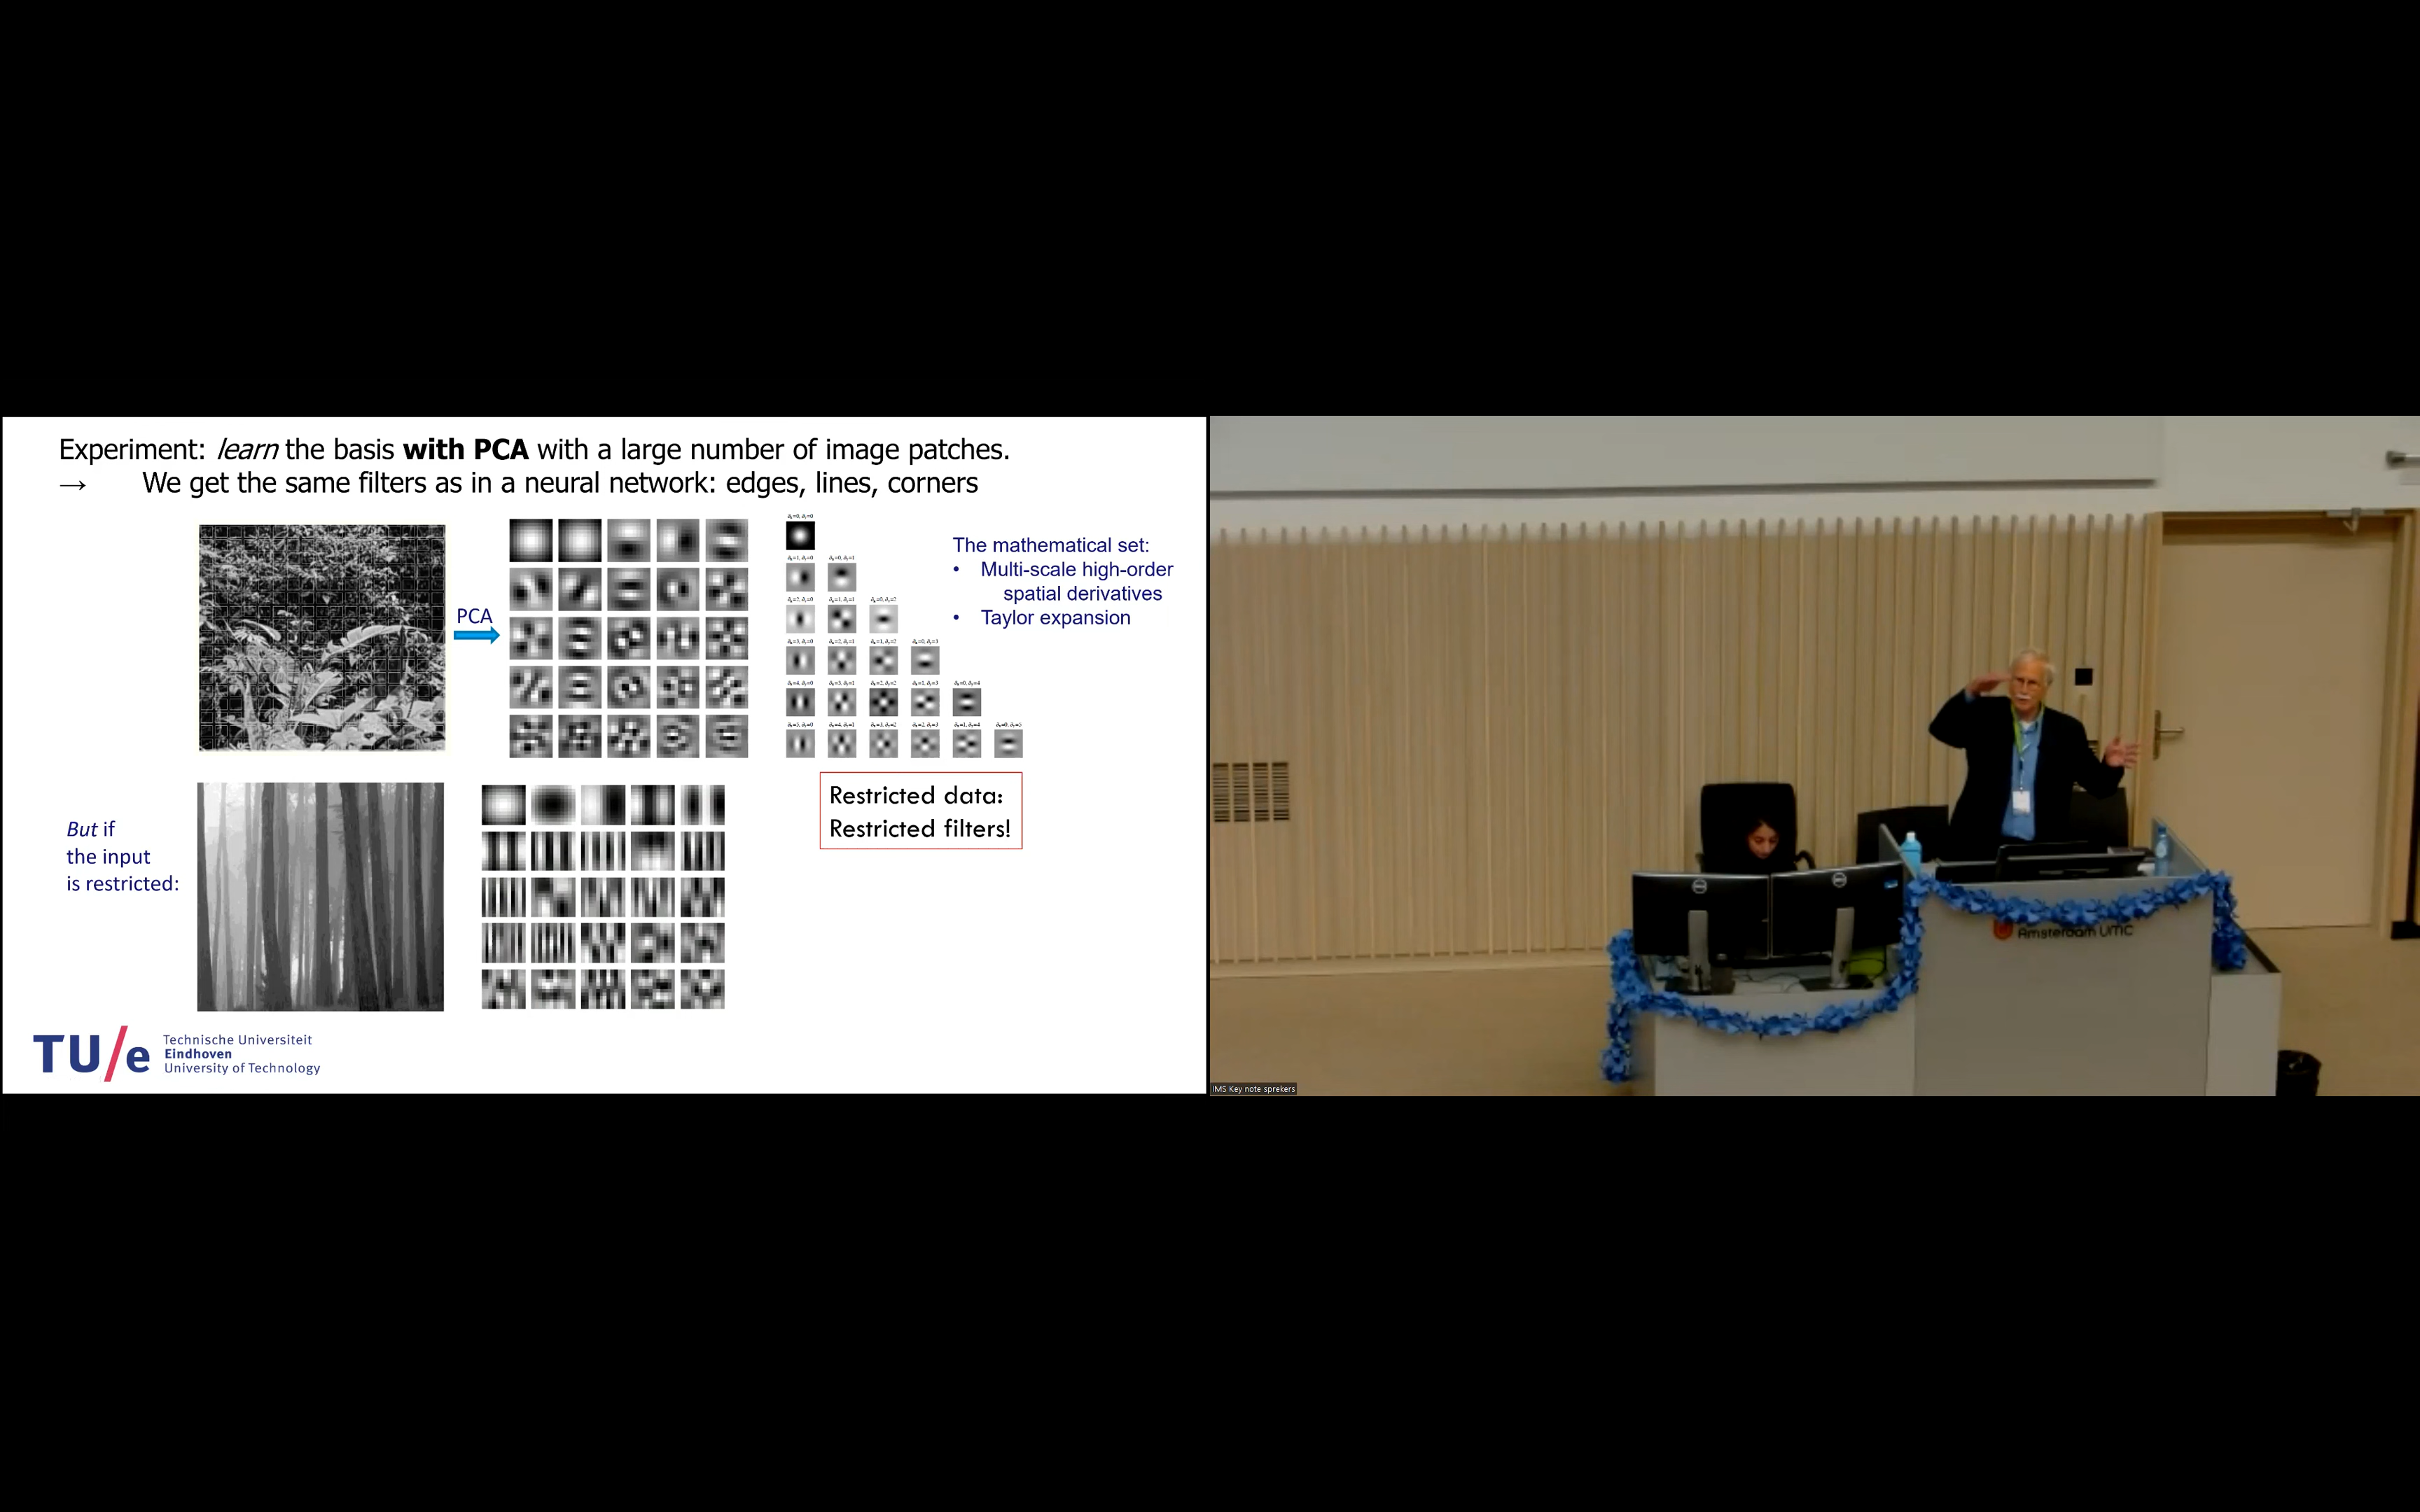 Experiment: learn the basis with PCA with a large number of image patches.
→ We get the same filters as in a neural network: edges, lines, corners
PCA
The mathematical set:
• Multi-scale high-order
spatial derivatives
• Taylor expansion
But if
the input
is restricted:
Restricted data:
Restricted filters!
TU/e Technische Universiteit
Eindhoven
University of Technology
Amsterdam UMC
IMS Key note sprekers